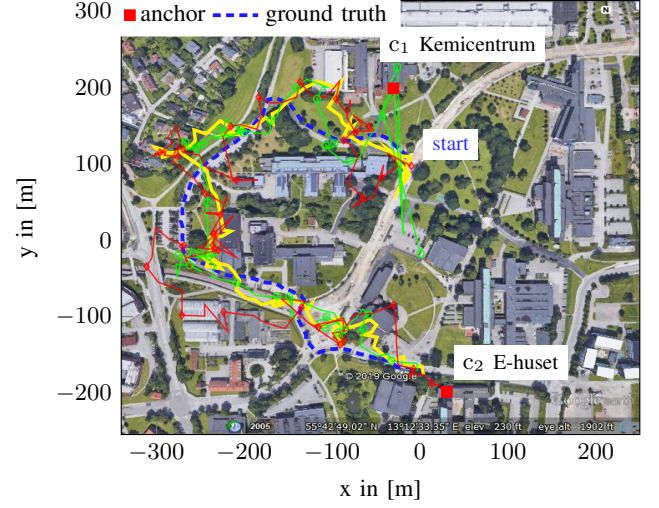 300
anchor
ground truth
N
c₁ Kemicentrum
200
start
100
y in [m]
0
−100
c₂ E-huset
© 2019 Google
−200
Google earth
2005
55°42'49.02" N 13°12'33.35" E elev 230 ft eye alt 1902 ft
−300
−200
−100
0
100
200
x in [m]